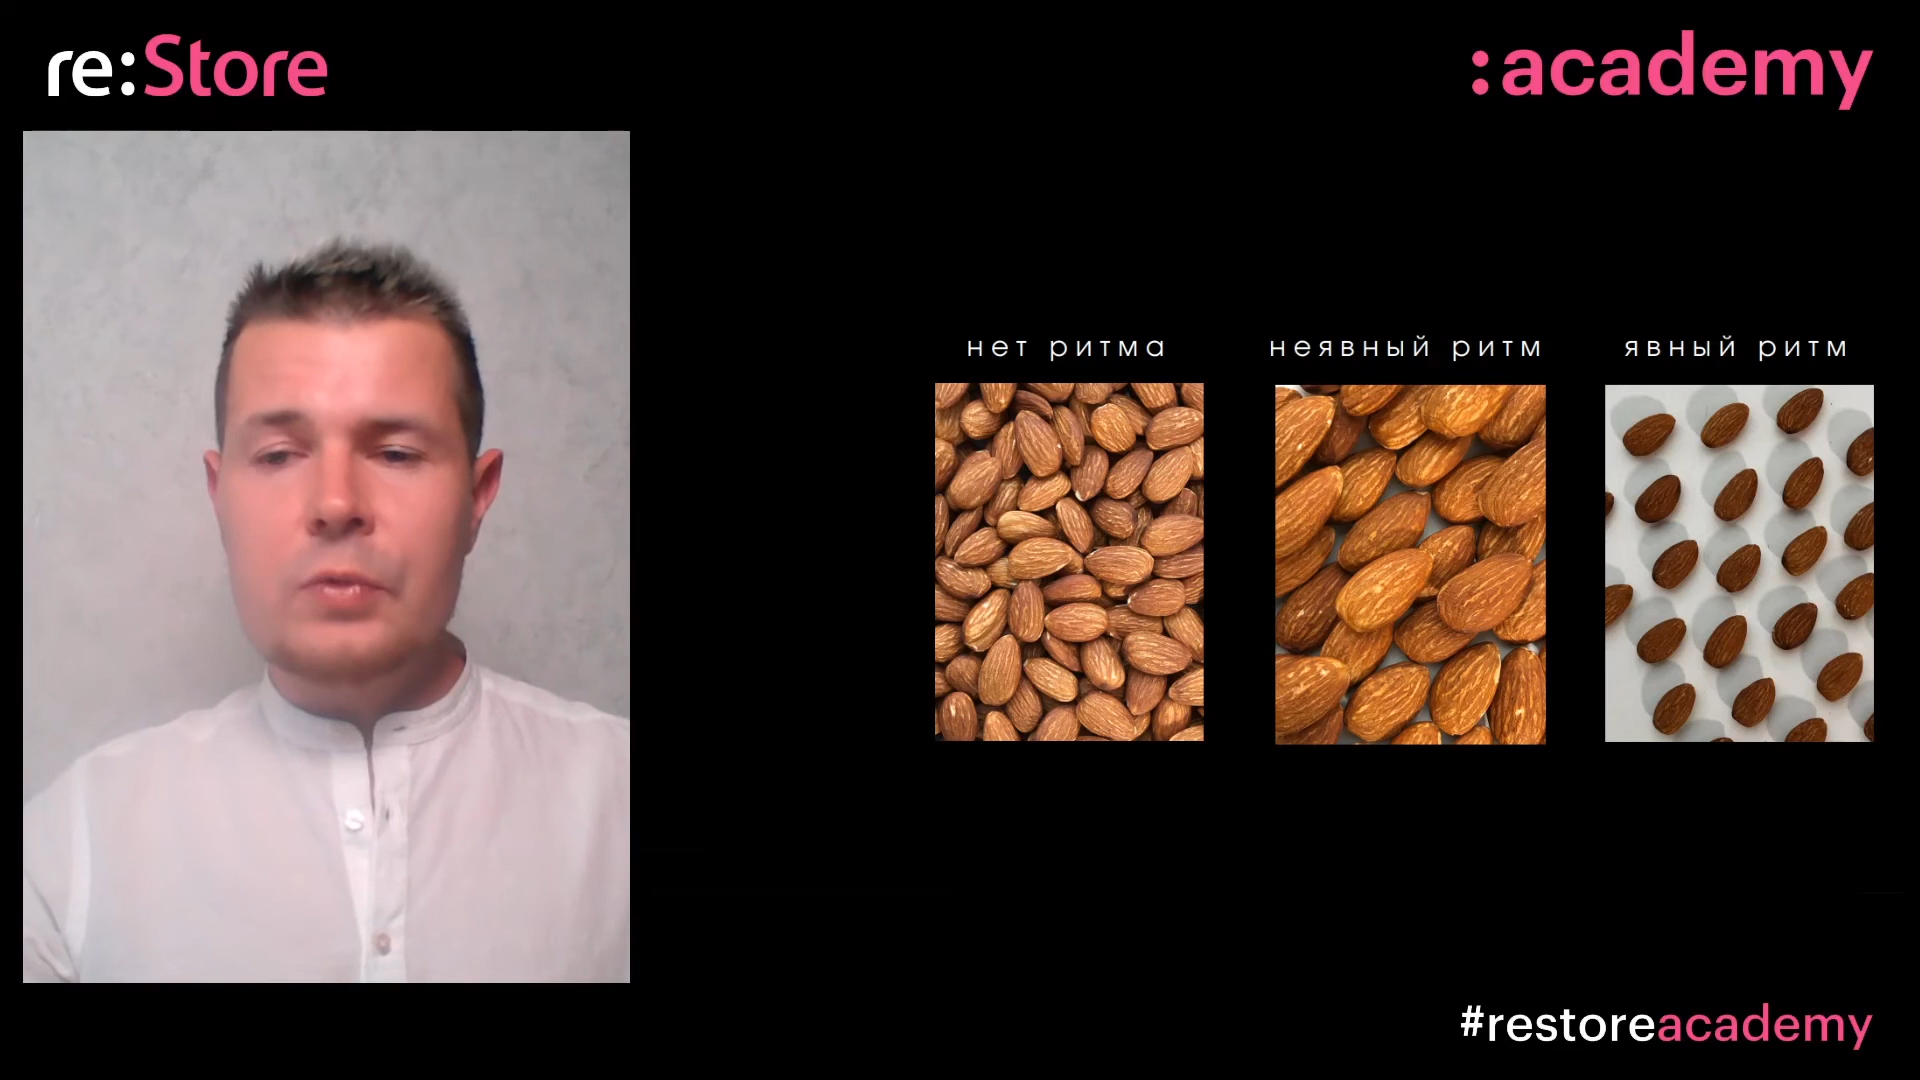 re:Store
:academy
нет ритма
неявный ритм
явный ритм
#restoreacademy